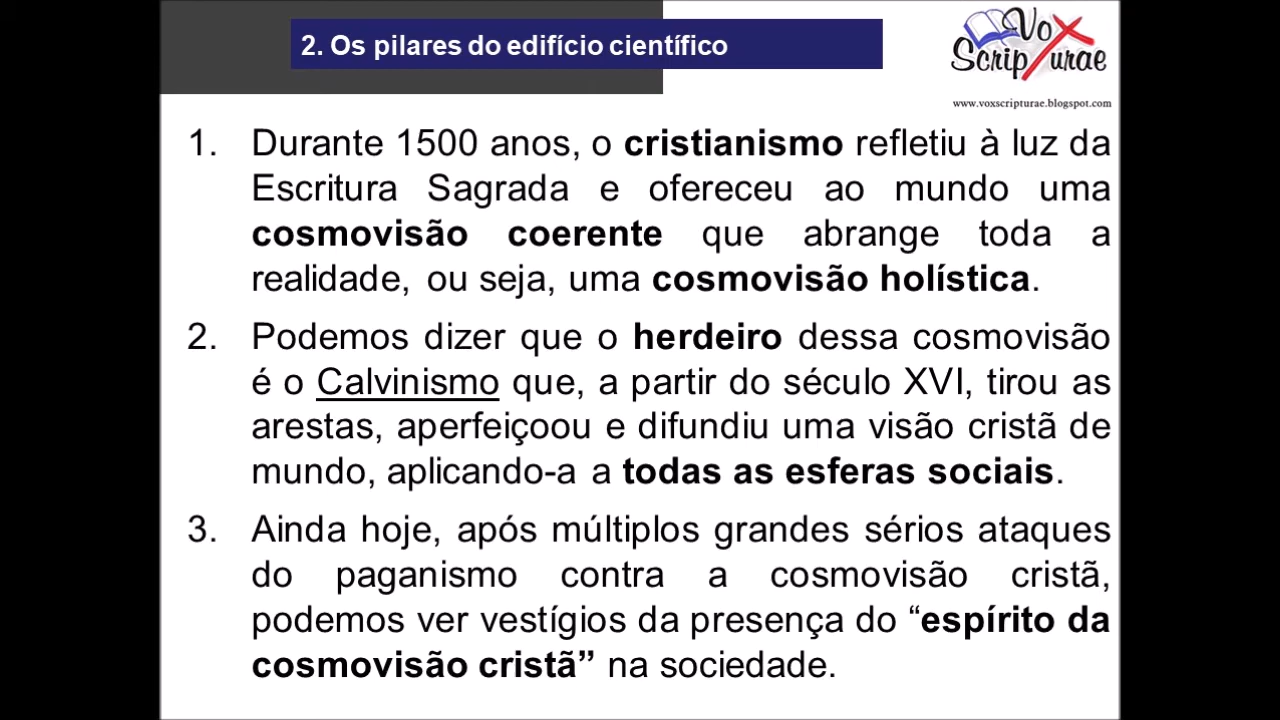 2. Os pilares do edifício científico
Vox
Scripturae
www.voxscripturae.blogspot.com
1. Durante 1500 anos, o cristianismo refletiu à luz da
Escritura Sagrada e ofereceu ao mundo uma
cosmovisão coerente que abrange toda a
realidade, ou seja, uma cosmovisão holística.
2. Podemos dizer que o herdeiro dessa cosmovisão
é o Calvinismo que, a partir do século XVI, tirou as
arestas, aperfeiçoou e difundiu uma visão cristã de
mundo, aplicando-a a todas as esferas sociais.
3. Ainda hoje, após múltiplos grandes sérios ataques
do paganismo contra a cosmovisão cristã,
podemos ver vestígios da presença do “espírito da
cosmovisão cristã” na sociedade.